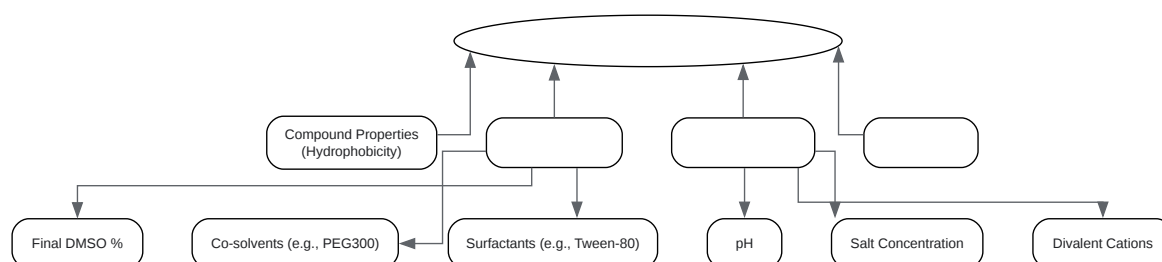 Compound Properties
(Hydrophobicity)
Final DMSO %
Co-solvents (e.g., PEG300)
Surfactants (e.g., Tween-80)
pH
Salt Concentration
Divalent Cations